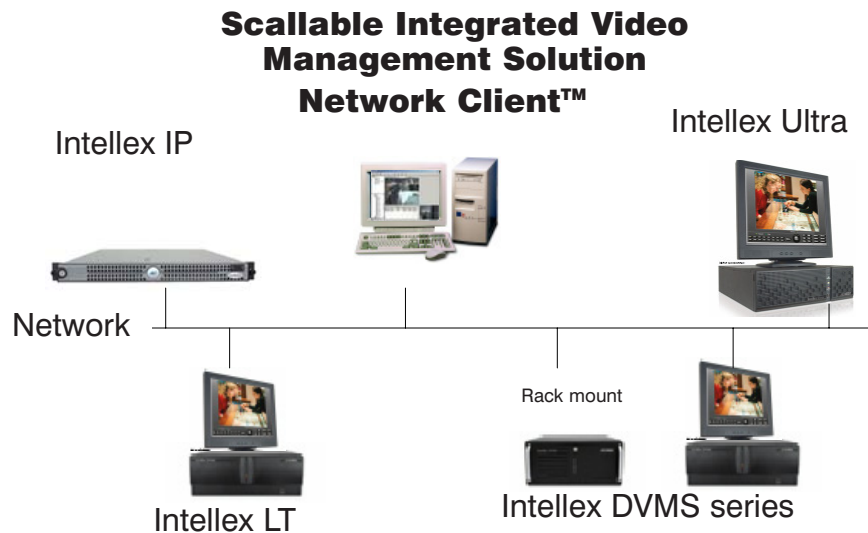 Scallable Integrated Video
Management Solution
Network Client™
Intellex IP
Intellex Ultra
Network
Rack mount
Intellex LT
Intellex DVMS series